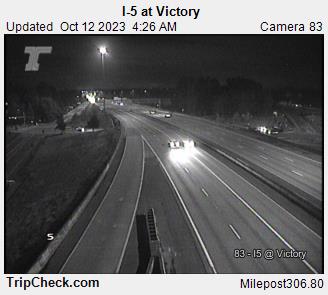 I-5 at Victory
Updated Oct 12 2023 4:26 AM Camera 83
S
83 - I5 @ Victory
TripCheck.com Milepost306.80